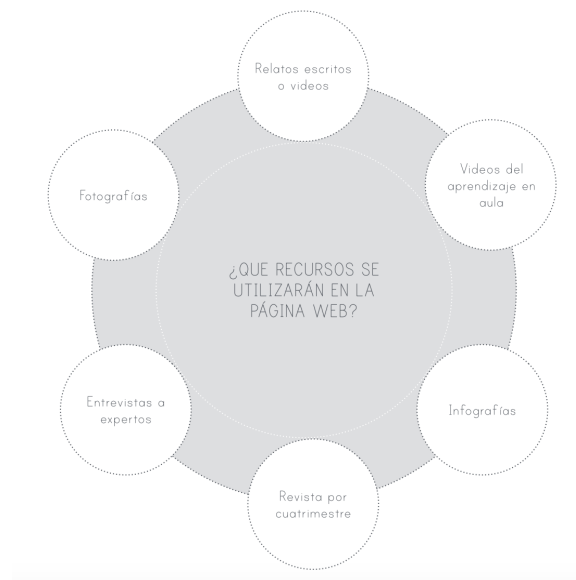 Relatos escritos
o videos
Videos del
aprendizaje en
aula
Fotografías
¿QUE RECURSOS SE
UTILIZARÁN EN LA
PÁGINA WEB?
Entrevistas a
expertos
Infografías
Revista por
cuatrimestre